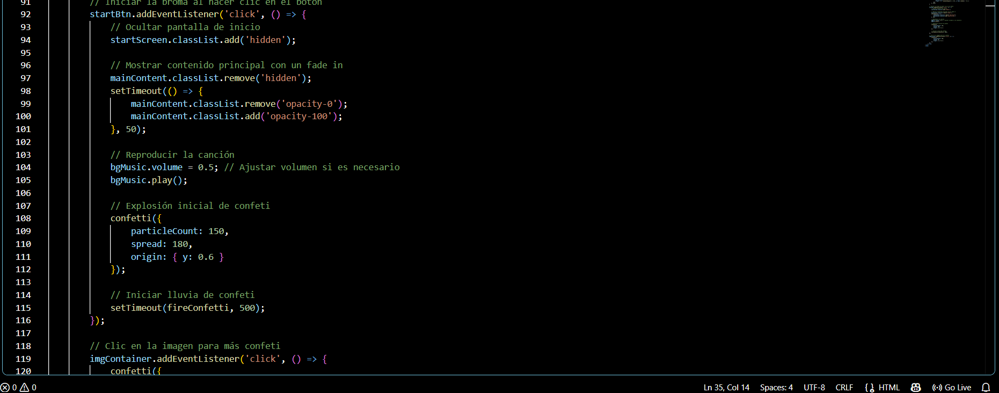 91 // Iniciar la broma al hacer clic en el botón
92 startBtn.addEventListener('click', () => {
93 // Ocultar pantalla de inicio
94 startScreen.classList.add('hidden');
95
96 // Mostrar contenido principal con un fade in
97 mainContent.classList.remove('hidden');
98 setTimeout(() => {
99 mainContent.classList.remove('opacity-0');
100 mainContent.classList.add('opacity-100');
101 }, 50);
102
103 // Reproducir la canción
104 bgMusic.volume = 0.5; // Ajustar volumen si es necesario
105 bgMusic.play();
106
107 // Explosión inicial de confeti
108 confetti({
109 particleCount: 150,
110 spread: 180,
111 origin: { y: 0.6 }
112 });
113
114 // Iniciar lluvia de confeti
115 setTimeout(fireConfetti, 500);
116 });
117
118 // Clic en la imagen para más confeti
119 imgContainer.addEventListener('click', () => {
120 confetti({
0 0 Ln 35, Col 14 Spaces: 4 UTF-8 CRLF HTML Go Live